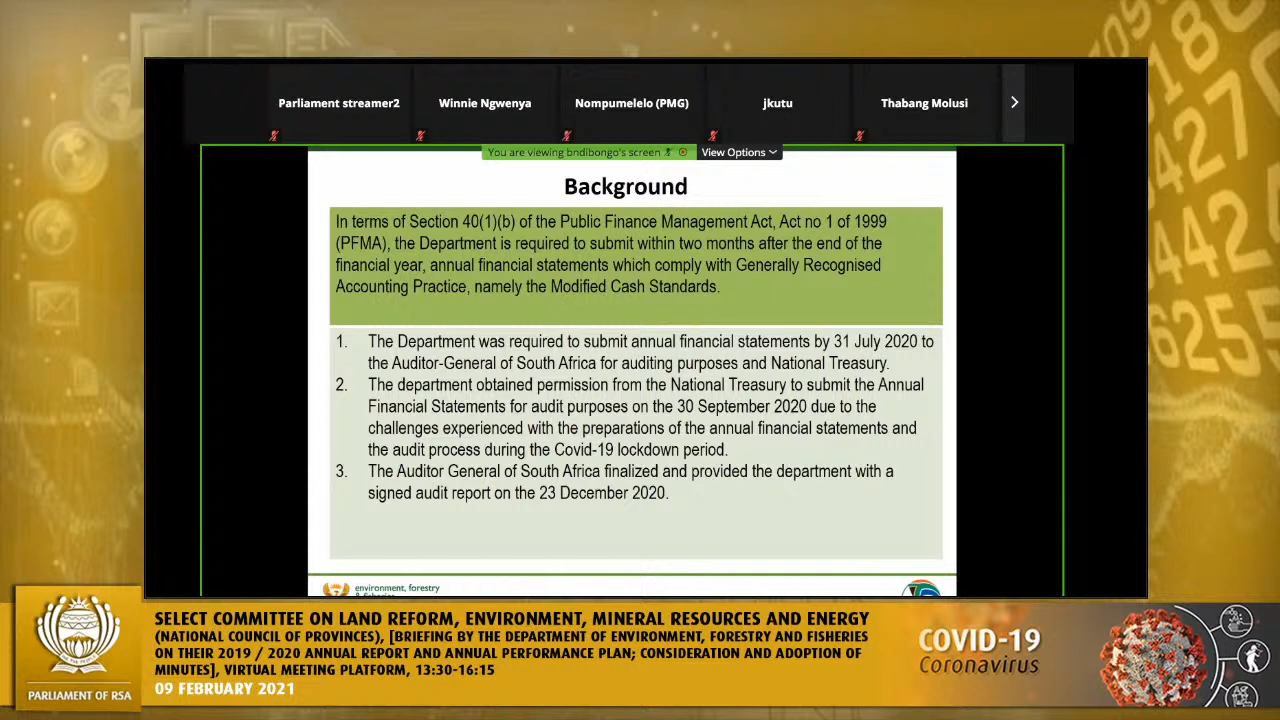 Parliament streamer2
Winnie Ngwenya
Nompumelelo (PMG)
jkutu
Thabang Molusi
You are viewing bndibongo's screen
View Options
Background
In terms of Section 40(1)(b) of the Public Finance Management Act, Act no 1 of 1999
(PFMA), the Department is required to submit within two months after the end of the
financial year, annual financial statements which comply with Generally Recognised
Accounting Practice, namely the Modified Cash Standards.
1. The Department was required to submit annual financial statements by 31 July 2020 to
the Auditor-General of South Africa for auditing purposes and National Treasury.
2. The department obtained permission from the National Treasury to submit the Annual
Financial Statements for audit purposes on the 30 September 2020 due to the
challenges experienced with the preparations of the annual financial statements and
the audit process during the Covid-19 lockdown period.
3. The Auditor General of South Africa finalized and provided the department with a
signed audit report on the 23 December 2020.
environment, forestry
SELECT COMMITTEE ON LAND REFORM, ENVIRONMENT, MINERAL RESOURCES AND ENERGY
(NATIONAL COUNCIL OF PROVINCES), [BRIEFING BY THE DEPARTMENT OF ENVIRONMENT, FORESTRY AND FISHERIES
ON THEIR 2019 / 2020 ANNUAL REPORT AND ANNUAL PERFORMANCE PLAN; CONSIDERATION AND ADOPTION OF
MINUTES], VIRTUAL MEETING PLATFORM, 13:30-16:15
09 FEBRUARY 2021
PARLIAMENT OF RSA
COVID-19
Coronavirus